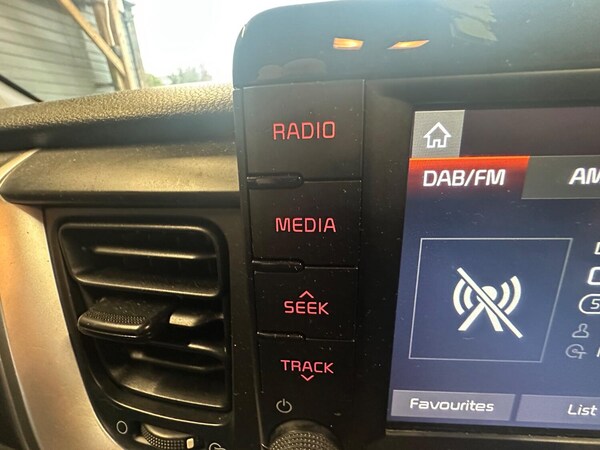 RADIO
MEDIA
SEEK
TRACK
DAB/FM
AM
Favourites
List